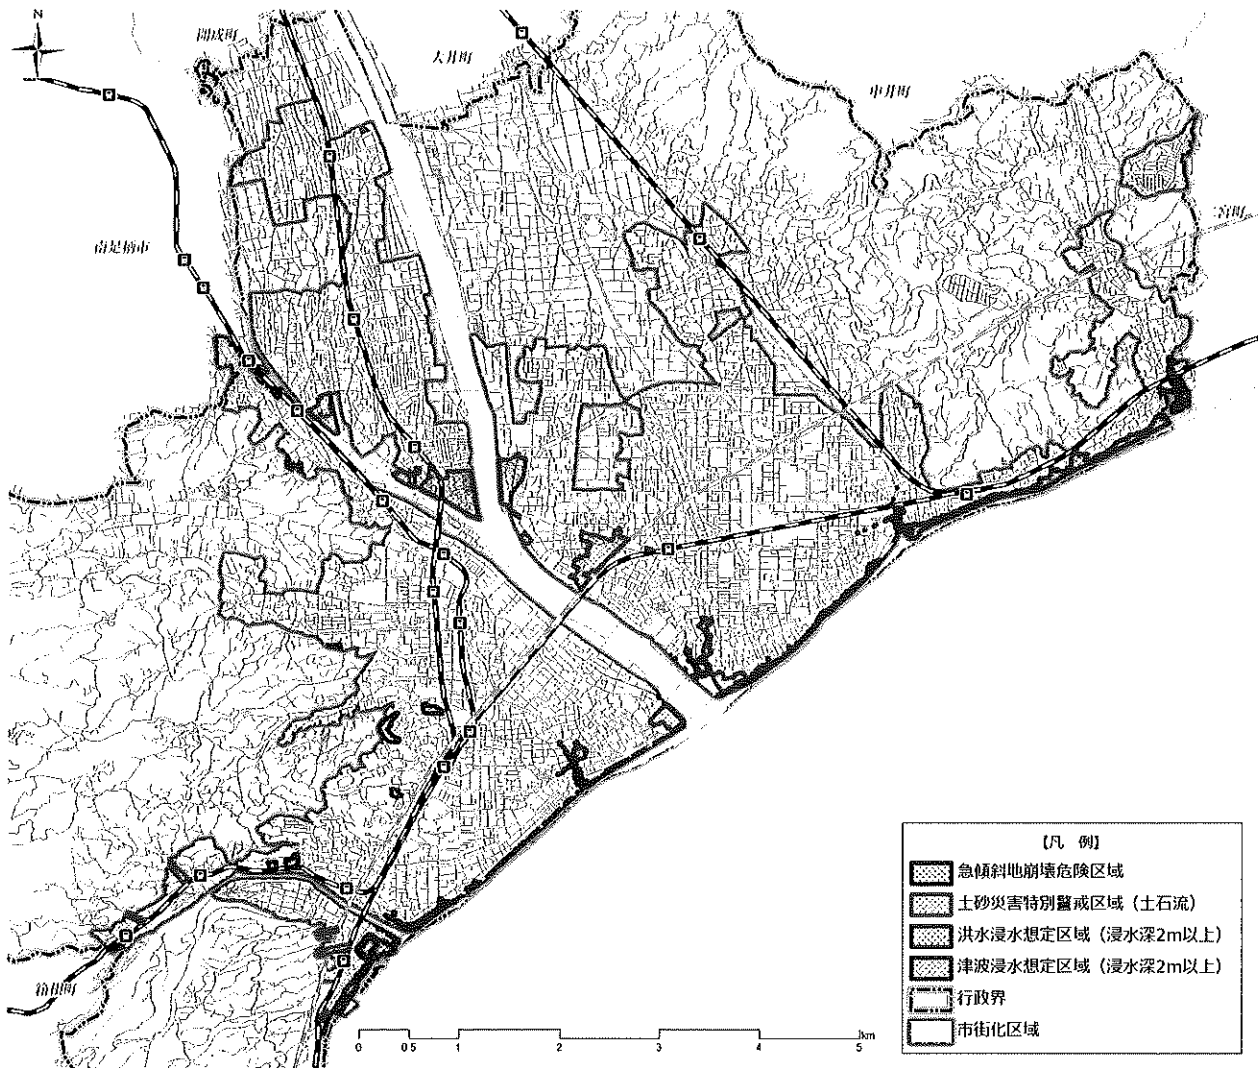 N
開成町
大井町
中井町
二宮町
南足柄市
箱根町
【凡 例】
急傾斜地崩壊危険区域
土砂災害特別警戒区域（土石流）
洪水浸水想定区域（浸水深2m以上）
津波浸水想定区域（浸水深2m以上）
行政界
市街化区域
0 0.5 1 2 3 4 5 km